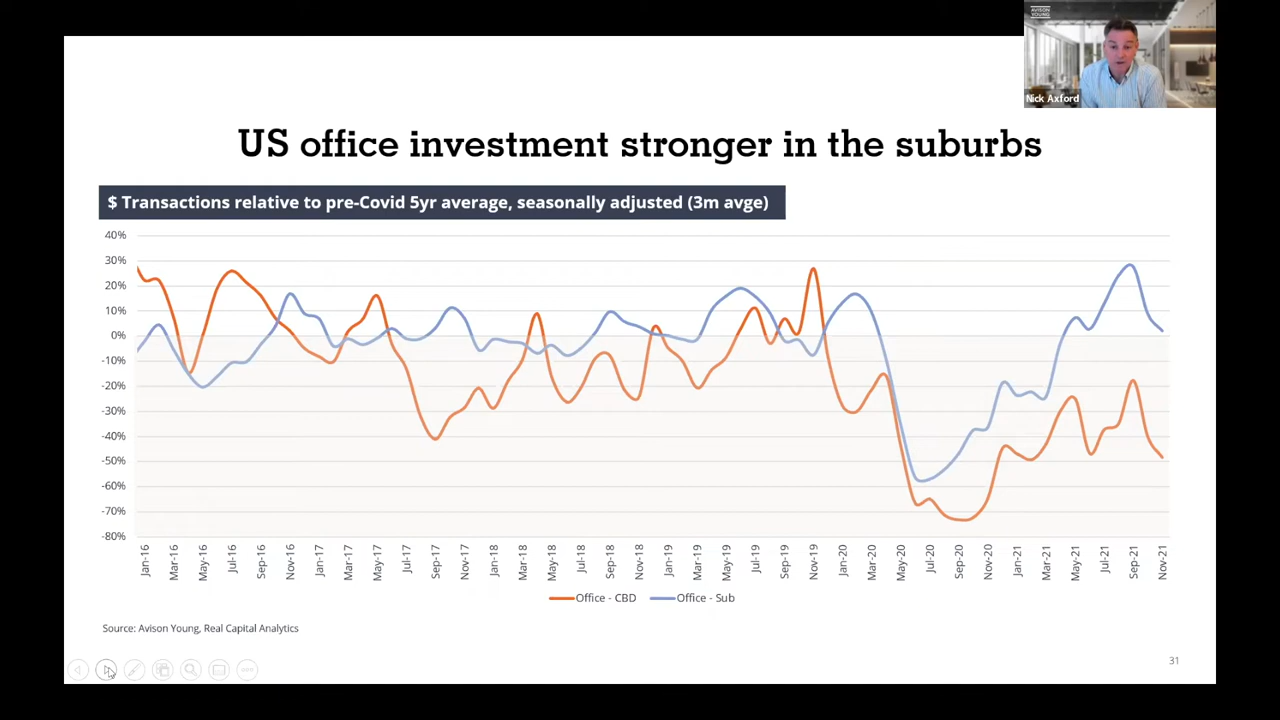 AVISON
YOUNG
Nick Axford
US office investment stronger in the suburbs
$ Transactions relative to pre-Covid 5yr average, seasonally adjusted (3m avge)
40%
30%
20%
10%
0%
-10%
-20%
-30%
-40%
-50%
-60%
-70%
-80%
Jan-16
Mar-16
May-16
Jul-16
Sep-16
Nov-16
Jan-17
Mar-17
May-17
Jul-17
Sep-17
Nov-17
Jan-18
Mar-18
May-18
Jul-18
Sep-18
Nov-18
Jan-19
Mar-19
May-19
Jul-19
Sep-19
Nov-19
Jan-20
Mar-20
May-20
Jul-20
Sep-20
Nov-20
Jan-21
Mar-21
May-21
Jul-21
Sep-21
Nov-21
Office - CBD
Office - Sub
Source: Avison Young, Real Capital Analytics
31